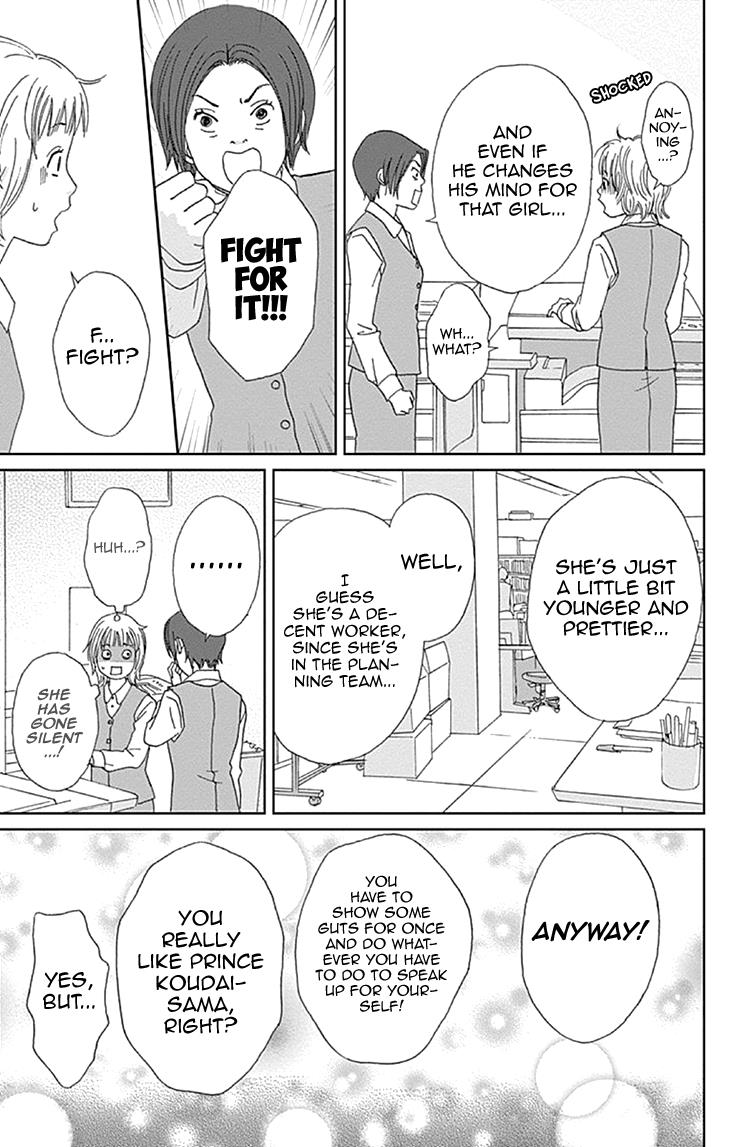 SHOCKED
AN-
NOY-
ING
...?
AND
EVEN IF
HE CHANGES
HIS MIND FOR
THAT GIRL...
WH...
WHAT?
FIGHT
FOR
IT!!!
F...
FIGHT?
SHE'S JUST
A LITTLE BIT
YOUNGER AND
PRETTIER...
WELL,
I
GUESS
SHE'S A DE-
CENT WORKER,
SINCE SHE'S
IN THE PLAN-
NING TEAM...
......
HUH...?
SHE
HAS
GONE
SILENT
....!
ANYWAY!
YOU
HAVE TO
SHOW SOME
GUTS FOR ONCE
AND DO WHAT-
EVER YOU HAVE
TO DO TO SPEAK
UP FOR YOUR-
SELF!
YOU
REALLY
LIKE PRINCE
KOUDAI-
SAMA,
RIGHT?
YES,
BUT...